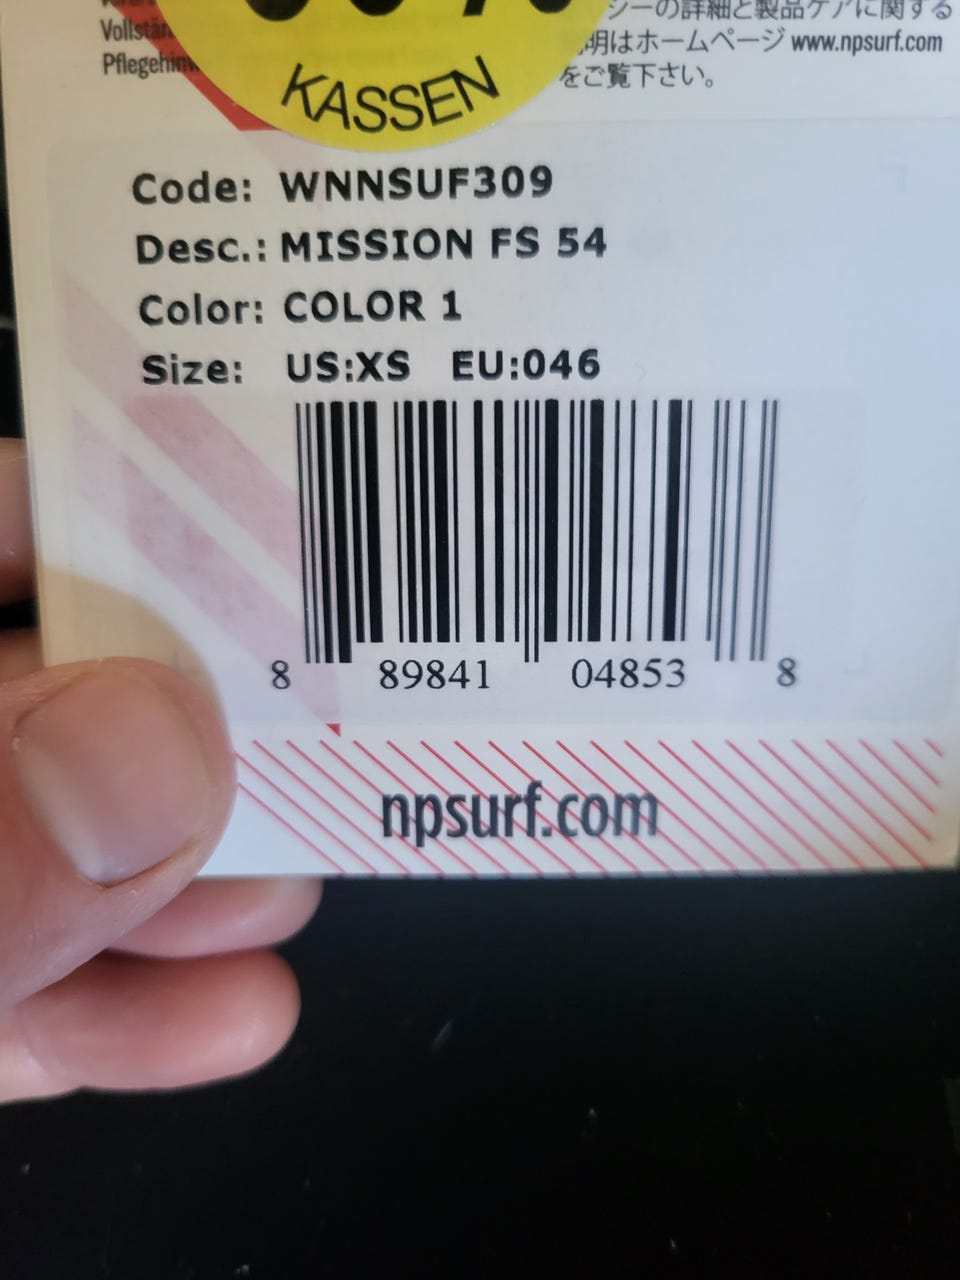 Vollstän
Pflegehin
KASSEN
シーの詳細と製品ケアに関する
明はホームページ www.npsurf.com
をご覧下さい。
Code: WNNSUF309
Desc.: MISSION FS 54
Color: COLOR 1
Size: US:XS EU:046
8 89841 04853 8
npsurf.com